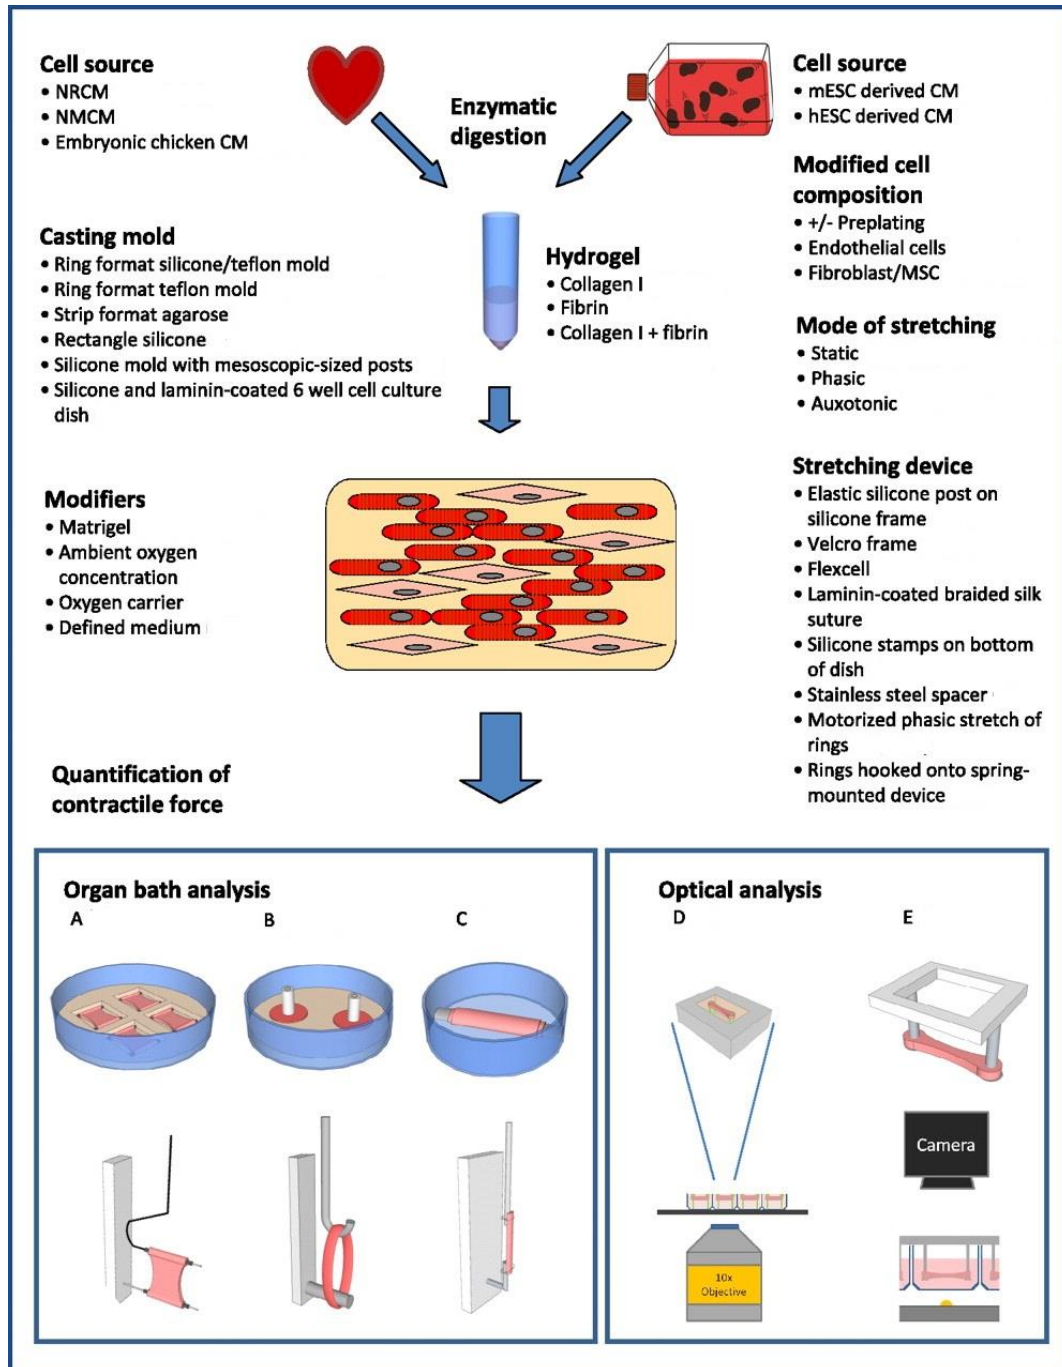 Cell source
• NRCM
• NMCM
• Embryonic chicken CM
Enzymatic
digestion
Cell source
• mESC derived CM
• hESC derived CM
Modified cell
composition
• +/- Preplating
• Endothelial cells
• Fibroblast/MSC
Casting mold
• Ring format silicone/teflon mold
• Ring format teflon mold
• Strip format agarose
• Rectangle silicone
• Silicone mold with mesoscopic-sized posts
• Silicone and laminin-coated 6 well cell culture
dish
Hydrogel
• Collagen I
• Fibrin
• Collagen I + fibrin
Mode of stretching
• Static
• Phasic
• Auxotonic
Modifiers
• Matrigel
• Ambient oxygen
concentration
• Oxygen carrier
• Defined medium
Stretching device
• Elastic silicone post on
silicone frame
• Velcro frame
• Flexcell
• Laminin-coated braided silk
suture
• Silicone stamps on bottom
of dish
• Stainless steel spacer
• Motorized phasic stretch of
rings
• Rings hooked onto spring-
mounted device
Quantification of
contractile force
Organ bath analysis
A
B
C
Optical analysis
D
E
Camera
10x
Objective